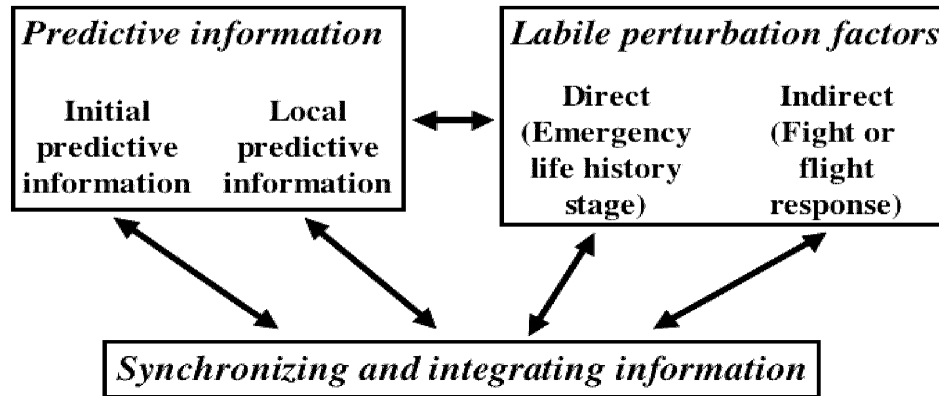 Predictive information
Initial
predictive
information
Local
predictive
information
Labile perturbation factors
Direct
(Emergency
life history
stage)
Indirect
(Fight or
flight
response)
Synchronizing and integrating information